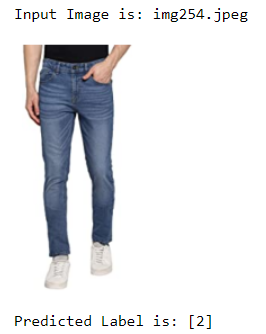 Input Image is: img254.jpeg
Predicted Label is: [2]